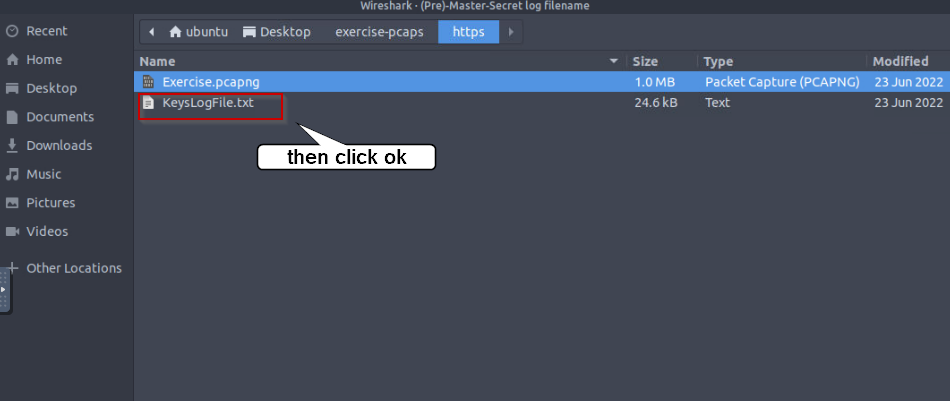 Wireshark · (Pre)-Master-Secret log filename
Recent
ubuntu Desktop exercise-pcaps https
Home
Name Size Type Modified
Desktop
Exercise.pcapng 1.0 MB Packet Capture (PCAPNG) 23 Jun 2022
KeysLogFile.txt 24.6 kB Text 23 Jun 2022
Documents
Downloads
then click ok
Music
Pictures
Videos
Other Locations